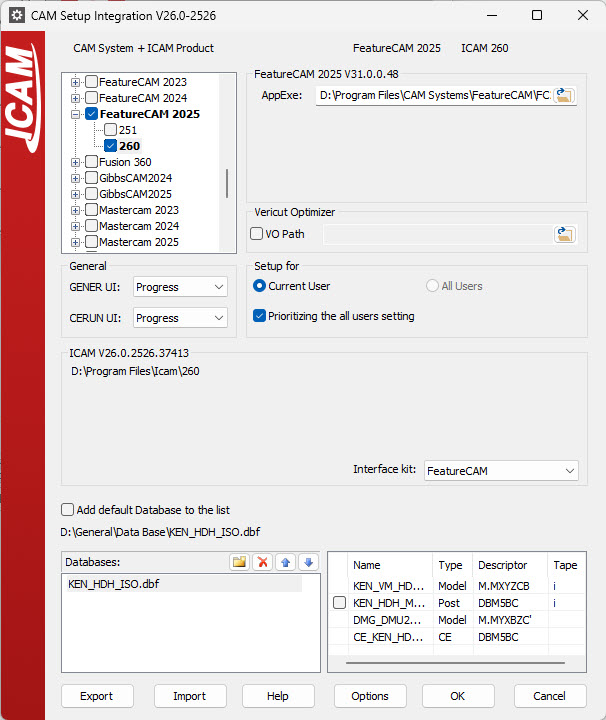 CAM Setup Integration V26.0-2526
ICAM
CAM System + ICAM Product
FeatureCAM 2025 ICAM 260
FeatureCAM 2023
FeatureCAM 2024
FeatureCAM 2025
251
260
Fusion 360
GibbsCAM2024
GibbsCAM2025
Mastercam 2023
Mastercam 2024
Mastercam 2025
FeatureCAM 2025 V31.0.0.48
AppExe: D:\Program Files\CAM Systems\FeatureCAM\FC
Vericut Optimizer
VO Path
General
GENER UI: Progress
CERUN UI: Progress
Setup for
Current User All Users
Prioritizing the all users setting
ICAM V26.0.2526.37413
D:\Program Files\Icam\260
Interface kit: FeatureCAM
Add default Database to the list
D:\General\Data Base\KEN_HDH_ISO.dbf
Databases:
KEN_HDH_ISO.dbf
Name Type Descriptor Tape
KEN_VM_HD... Model M.MXYZCB i
KEN_HDH_M... Post DBM5BC i
DMG_DMU2... Model M.MYXBZC'
CE_KEN_HD... CE DBM5BC
Export Import Help Options OK Cancel